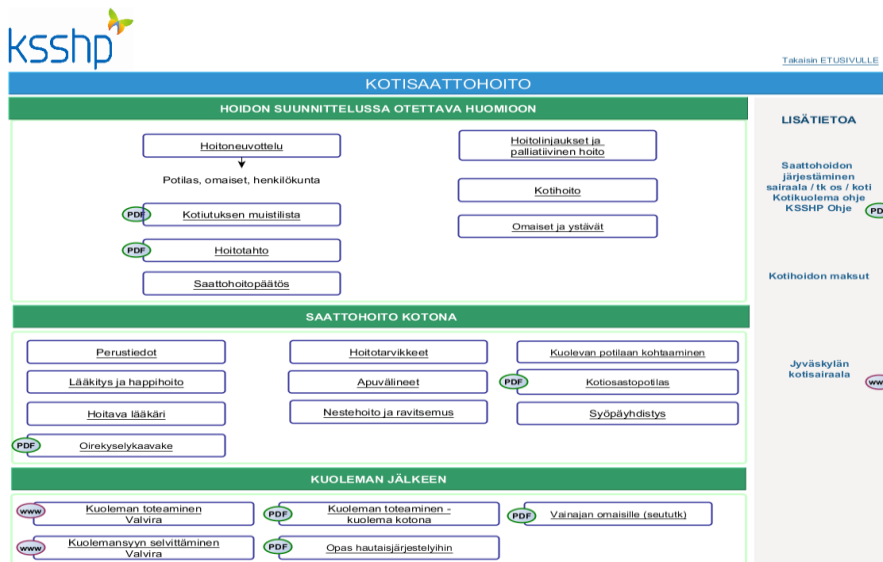 ksshp
Takaisin ETUSIVULLE
KOTISAATTOHOITO
HOIDON SUUNNITTELUSSA OTETTAVA HUOMIOON
Hoitoneuvottelu
Potilas, omaiset, henkilökunta
PDF
Kotiutuksen muistilista
PDF
Hoitotahto
Saattohoitopäätös
Hoitolinjaukset ja
palliatiivinen hoito
Kotihoito
Omaiset ja ystävät
LISÄTIETOA
Saattohoidon
järjestäminen
sairaala / tk os / koti
Kotikuolema ohje
KSSHP Ohje
Kotihoidon maksut
Jyväskylän
kotisairaala
SAATTOHOITO KOTONA
Perustiedot
Lääkitys ja happihoito
Hoitava lääkäri
PDF
Oirekyselykaavake
Hoitotarvikkeet
Apuvälineet
Nestehoito ja ravitsemus
Kuolevan potilaan kohtaaminen
PDF
Kotiosastopotilas
Syöpäyhdistys
KUOLEMAN JÄLKEEN
www
Kuoleman toteaminen
Valvira
www
Kuolemansyyn selvittäminen
Valvira
PDF
Kuoleman toteaminen -
kuolema kotona
PDF
Opas hautaisjärjestelyihin
PDF
Vainajan omaisille (seututk)